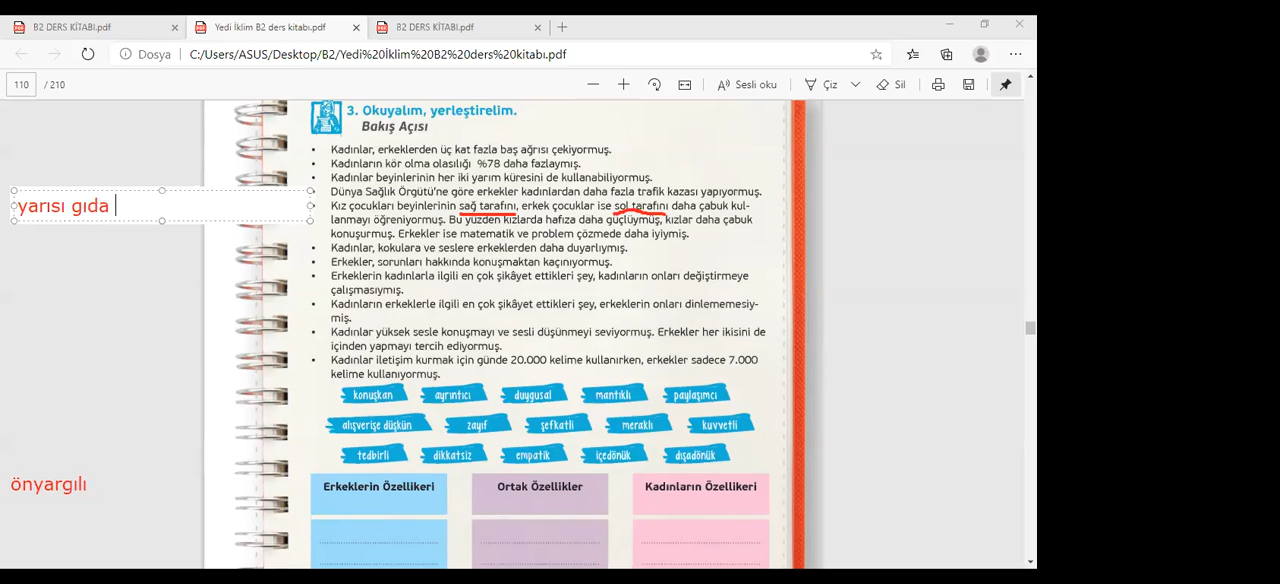 B2 DERS KİTABI.pdf
Yedi İklim B2 ders kitabı.pdf
B2 DERS KİTABI.pdf
Dosya
C:/Users/ASUS/Desktop/B2/Yedi%20İklim%20B2%20ders%20kitabı.pdf
110 / 210
Sesli oku
Çiz
Sil
3. Okuyalım, yerleştirelim.
Bakış Açısı
• Kadınlar, erkeklerden üç kat fazla baş ağrısı çekiyormuş.
• Kadınların kör olma olasılığı %78 daha fazlaymış.
• Kadınlar beyinlerinin her iki yarım küresini de kullanabiliyormuş.
• Dünya Sağlık Örgütü'ne göre erkekler kadınlardan daha fazla trafik kazası yapıyormuş.
• Kız çocukları beyinlerinin sağ tarafını, erkek çocuklar ise sol tarafını daha çabuk kul-
lanmayı öğreniyormuş. Bu yüzden kızlarda hafıza daha güçlüymüş, kızlar daha çabuk
konuşurmuş. Erkekler ise matematik ve problem çözmede daha iyiymiş.
• Kadınlar, kokulara ve seslere erkeklerden daha duyarlıymış.
• Erkekler, sorunları hakkında konuşmaktan kaçınıyormuş.
• Erkeklerin kadınlarla ilgili en çok şikâyet ettikleri şey, kadınların onları değiştirmeye
çalışmasıymış.
• Kadınların erkeklerle ilgili en çok şikâyet ettikleri şey, erkeklerin onları dinlememesiy-
miş.
• Kadınlar yüksek sesle konuşmayı ve sesli düşünmeyi seviyormuş. Erkekler her ikisini de
içinden yapmayı tercih ediyormuş.
• Kadınlar iletişim kurmak için günde 20.000 kelime kullanırken, erkekler sadece 7.000
kelime kullanıyormuş.
yarısı gıda
konuşkan ayrıntıcı duygusal mantıklı paylaşımcı
alışverişe düşkün zayıf şefkatli meraklı kuvvetli
tedbirli dikkatsiz empatik içedönük dışadönük
önyargılı
Erkeklerin Özellikeri Ortak Özellikler Kadınların Özellikeri